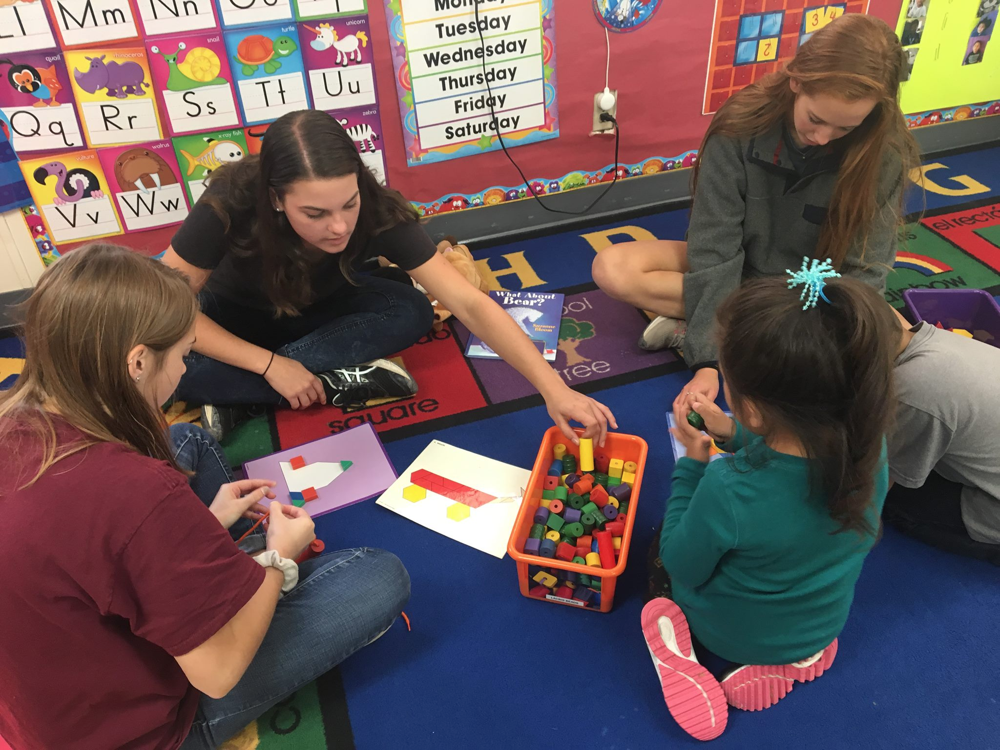 Mm
Nn
quail
Qq
rhinoceros
Rr
snail
Ss
turtle
Tt
unicorn
Uu
vulture
Vv
walrus
Ww
x-ray fish
zebra
Monday
Tuesday
Wednesday
Thursday
Friday
Saturday
3
4
2
G
H
What About
Bear?
Suzanne
Bloom
tree
square
rainbow
LACING BEADS